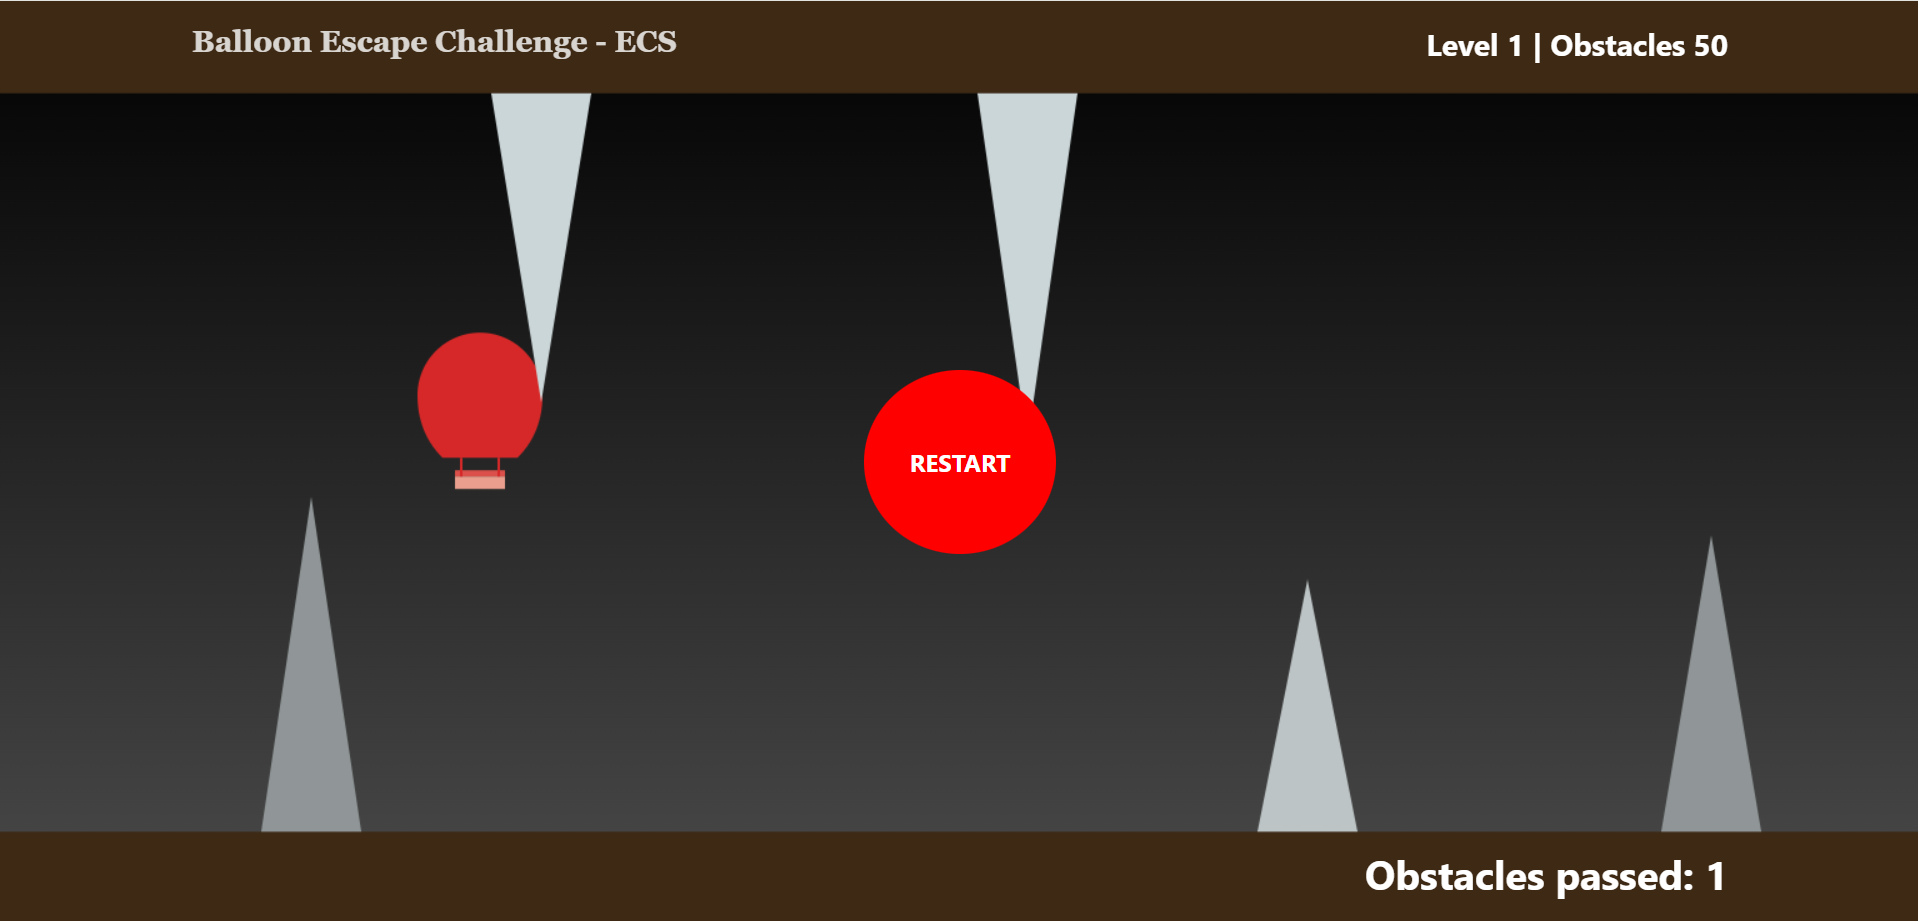 Balloon Escape Challenge - ECS
Level 1 | Obstacles 50
RESTART
Obstacles passed: 1